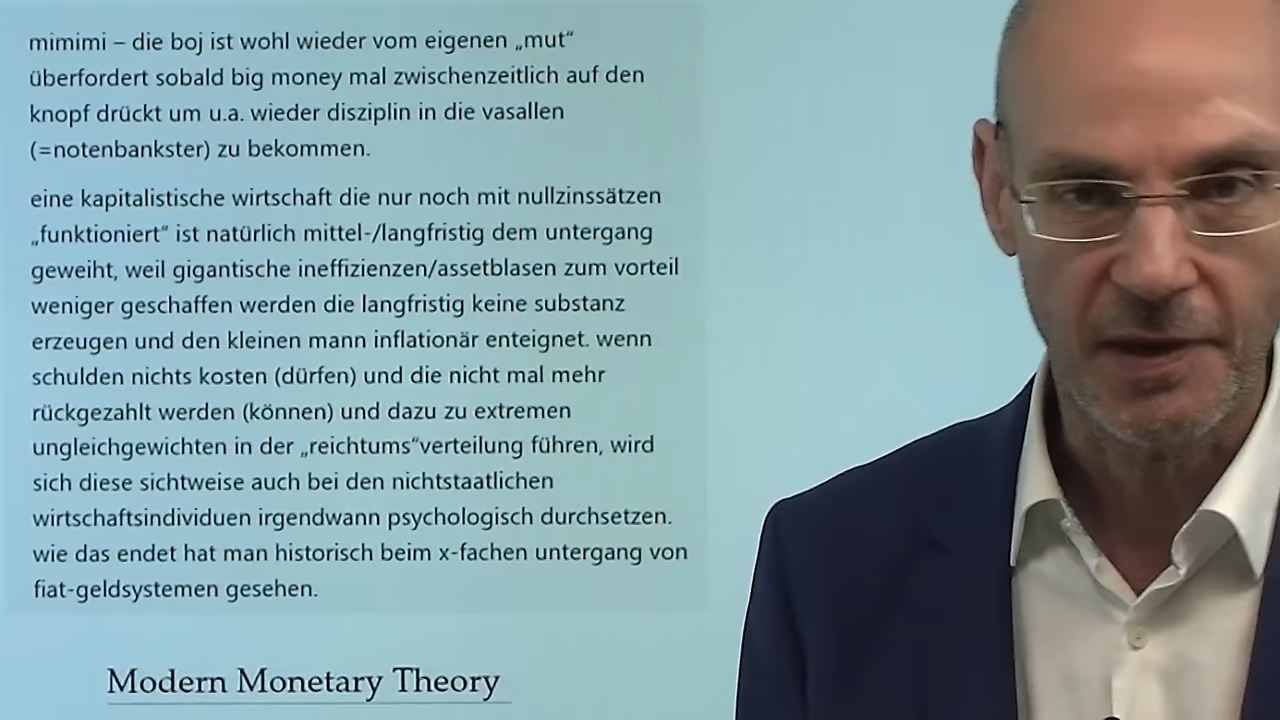 mimimi – die boj ist wohl wieder vom eigenen „mut“
überfordert sobald big money mal zwischenzeitlich auf den
knopf drückt um u.a. wieder disziplin in die vasallen
(=notenbankster) zu bekommen.
eine kapitalistische wirtschaft die nur noch mit nullzinssätzen
„funktioniert“ ist natürlich mittel-/langfristig dem untergang
geweiht, weil gigantische ineffizienzen/assetblasen zum vorteil
weniger geschaffen werden die langfristig keine substanz
erzeugen und den kleinen mann inflationär enteignet. wenn
schulden nichts kosten (dürfen) und die nicht mal mehr
rückgezahlt werden (können) und dazu zu extremen
ungleichgewichten in der „reichtums“verteilung führen, wird
sich diese sichtweise auch bei den nichtstaatlichen
wirtschaftsindividuen irgendwann psychologisch durchsetzen.
wie das endet hat man historisch beim x-fachen untergang von
fiat-geldsystemen gesehen.
Modern Monetary Theory